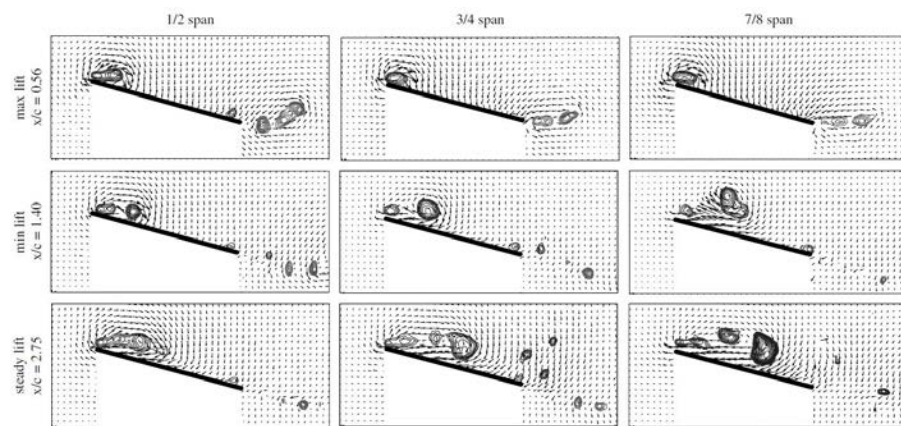 1/2 span
3/4 span
7/8 span
max lift
x/c = 0.56
min lift
x/c = 1.40
steady lift
x/c = 2.75